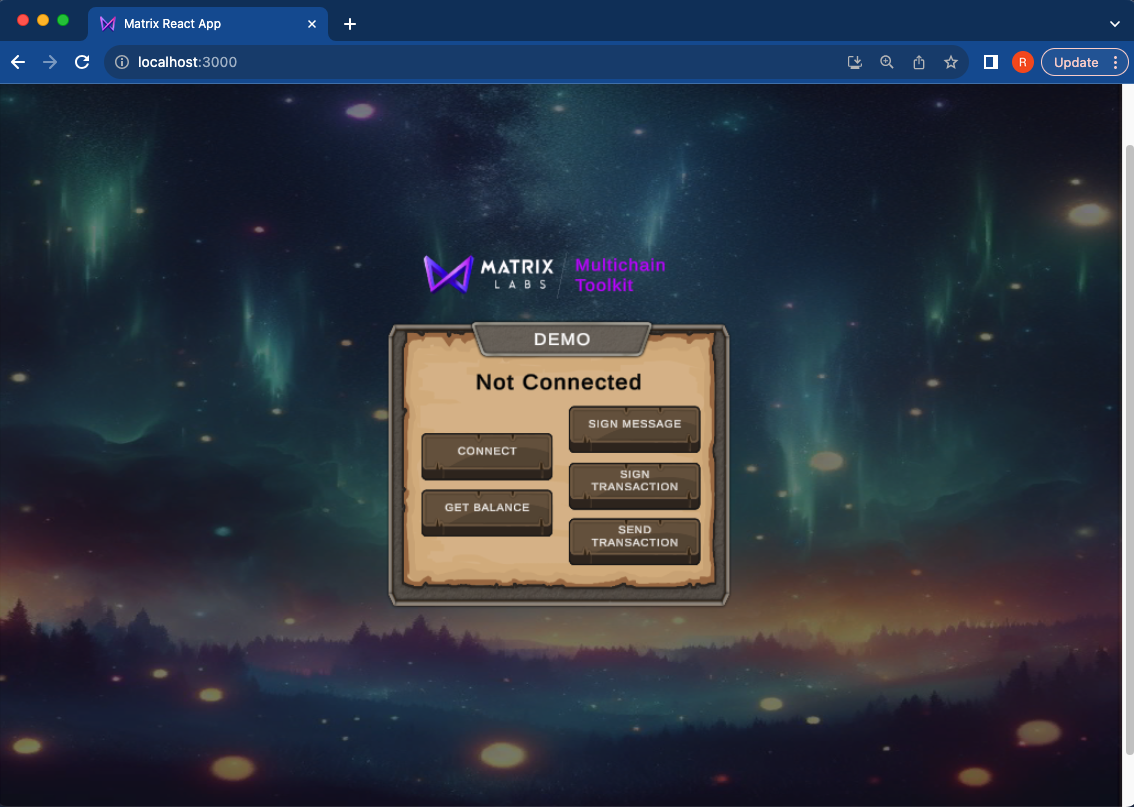 Matrix React App
localhost:3000
R
Update
MATRIX
LABS
Multichain
Toolkit
DEMO
Not Connected
CONNECT
GET BALANCE
SIGN MESSAGE
SIGN
TRANSACTION
SEND
TRANSACTION